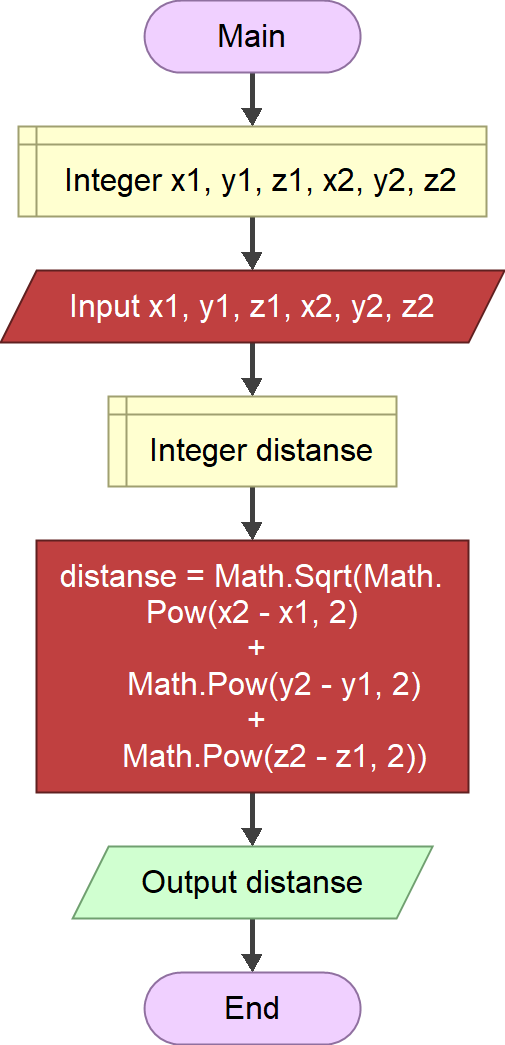 Main
Integer x1, y1, z1, x2, y2, z2
Input x1, y1, z1, x2, y2, z2
Integer distanse
distanse = Math.Sqrt(Math.
Pow(x2 - x1, 2)
+
Math.Pow(y2 - y1, 2)
+
Math.Pow(z2 - z1, 2))
Output distanse
End